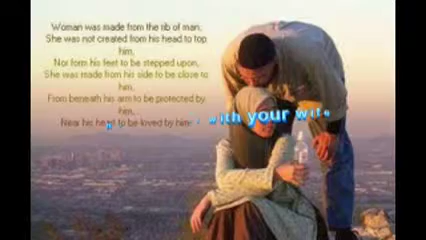 Woman was made from the rib of man,
She was not created from his head to top
him,
Nor form his feet to be stepped upon,
She was made from his side to be close to
him,
From beneath his arm to be protected by
him,
Near his heart to be loved by him
with your wife